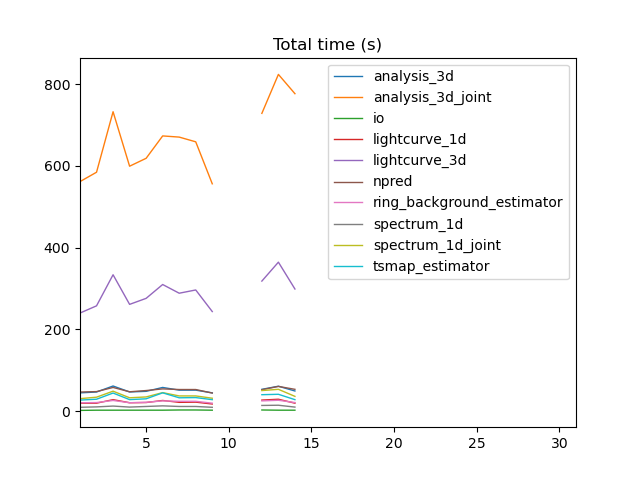 Total time (s)
800
600
400
200
0
5
10
15
20
25
30
analysis_3d
analysis_3d_joint
io
lightcurve_1d
lightcurve_3d
npred
ring_background_estimator
spectrum_1d
spectrum_1d_joint
tsmap_estimator